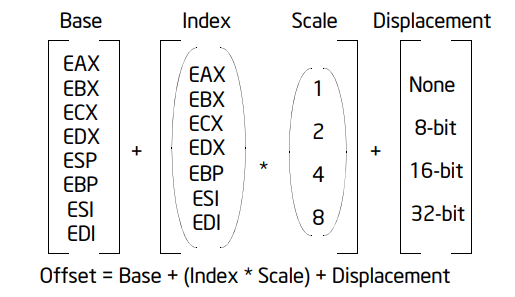 Base Index Scale Displacement
EAX
EBX
ECX
EDX
ESP
EBP
ESI
EDI
+
EAX
EBX
ECX
EDX
EBP
ESI
EDI
*
1
2
4
8
+
None
8-bit
16-bit
32-bit
Offset = Base + (Index * Scale) + Displacement